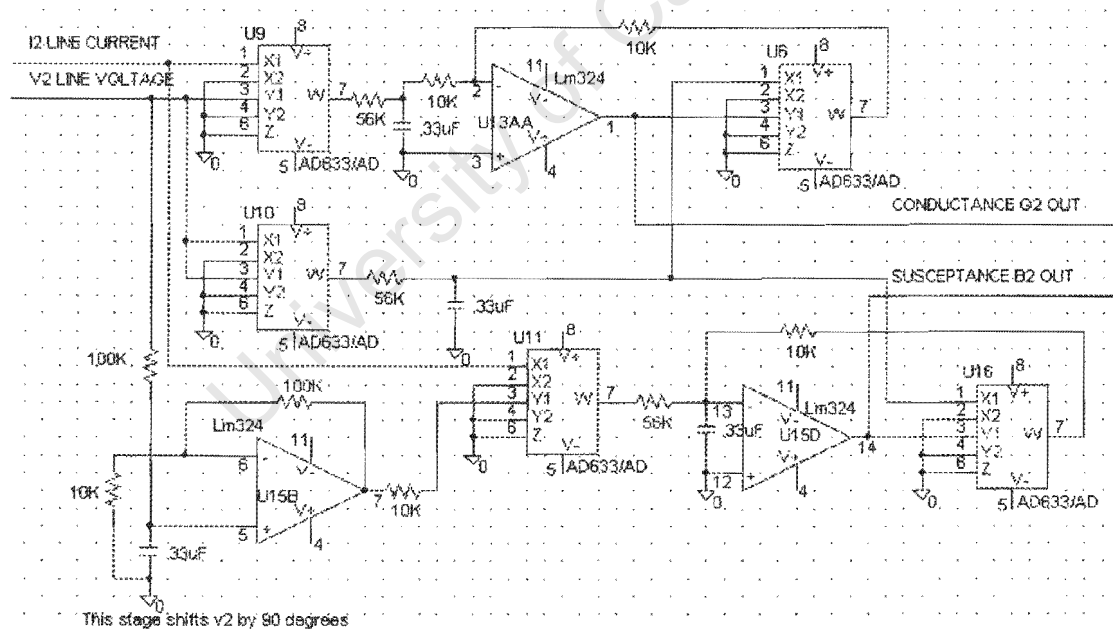 U9
8
I2 LINE CURRENT
V2 LINE VOLTAGE
1
2
3
4
6
X1
X2
Y1
Y2
Z
V+
W
V-
7
5
AD633/AD
0
56K
.33uF
0
10K
2
3
11
Lm324
-
V-
U13AA
+
4
1
10K
U6
8
1
2
3
4
6
X1
X2
Y1
Y2
Z
V+
W
V-
7
5
AD633/AD
0
CONDUCTANCE G2 OUT
SUSCEPTANCE B2 OUT
U10
8
1
2
3
4
6
X1
X2
Y1
Y2
Z
V+
W
V-
7
5
AD633/AD
0
56K
.33uF
0
100K
100K
Lm324
11
6
5
-
V-
U15B
V+
+
4
7
10K
10K
.33uF
0
U11
8
1
2
3
4
6
X1
X2
Y1
Y2
Z
V+
W
V-
7
5
AD633/AD
0
56K
.33uF
0
13
12
11
Lm324
-
V-
U15D
V+
+
4
14
10K
U16
8
1
2
3
4
6
X1
X2
Y1
Y2
Z
V+
W
V-
7
5
AD633/AD
0
This stage shifts v2 by 90 degrees
University of Ca